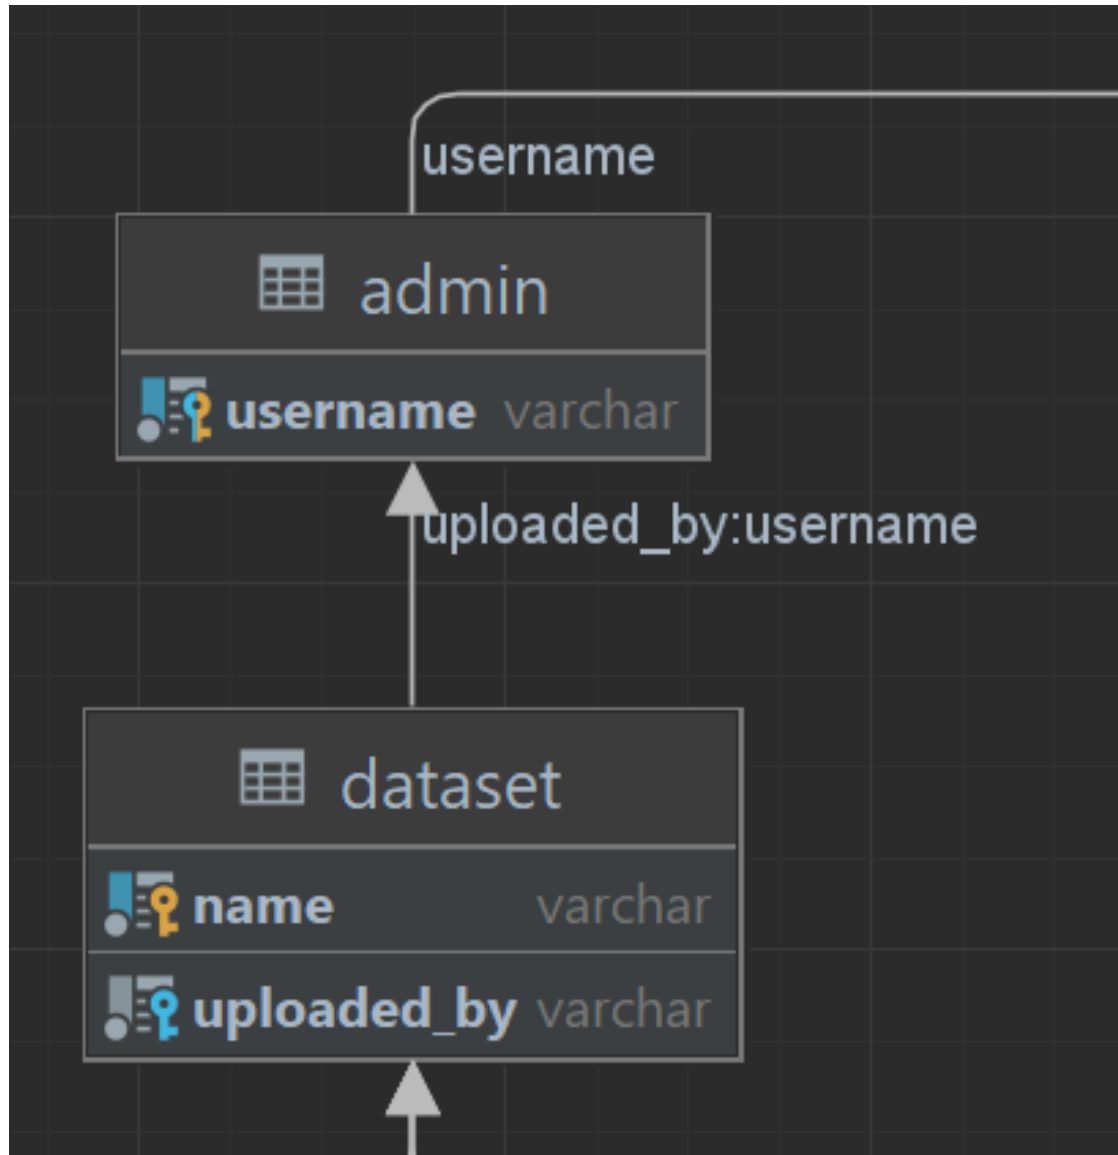 username
admin
username varchar
uploaded_by:username
dataset
name varchar
uploaded_by varchar